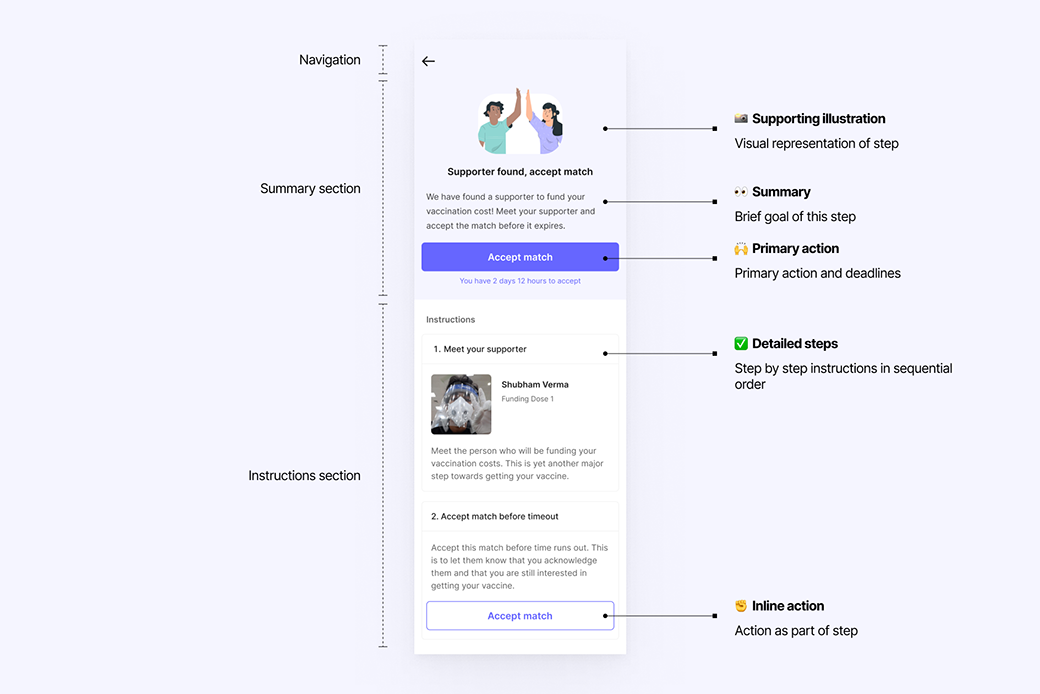 Navigation
Summary section
Instructions section
Supporter found, accept match
We have found a supporter to fund your
vaccination cost! Meet your supporter and
accept the match before it expires.
Accept match
You have 2 days 12 hours to accept
Instructions
1. Meet your supporter
Shubham Verma
Funding Dose 1
Meet the person who will be funding your
vaccination costs. This is yet another major
step towards getting your vaccine.
2. Accept match before timeout
Accept this match before time runs out. This
is to let them know that you acknowledge
them and that you are still interested in
getting your vaccine.
Accept match
📷 Supporting illustration
Visual representation of step
👀 Summary
Brief goal of this step
🙌 Primary action
Primary action and deadlines
✅ Detailed steps
Step by step instructions in sequential
order
✊ Inline action
Action as part of step